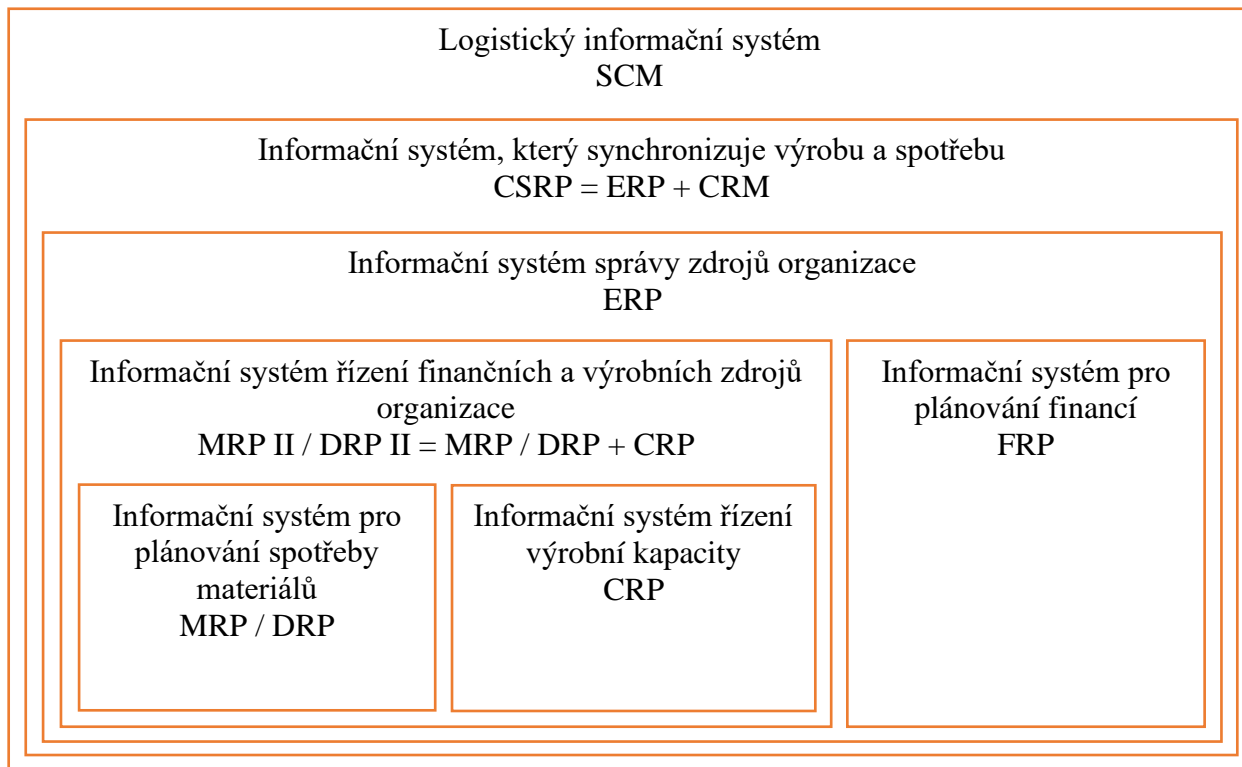 Logistický informační systém
SCM
Informační systém, který synchronizuje výrobu a spotřebu
CSRP = ERP + CRM
Informační systém správy zdrojů organizace
ERP
Informační systém řízení finančních a výrobních zdrojů
organizace
MRP II / DRP II = MRP / DRP + CRP
Informační systém pro
plánování spotřeby
materiálů
MRP / DRP
Informační systém řízení
výrobní kapacity
CRP
Informační systém pro
plánování financí
FRP